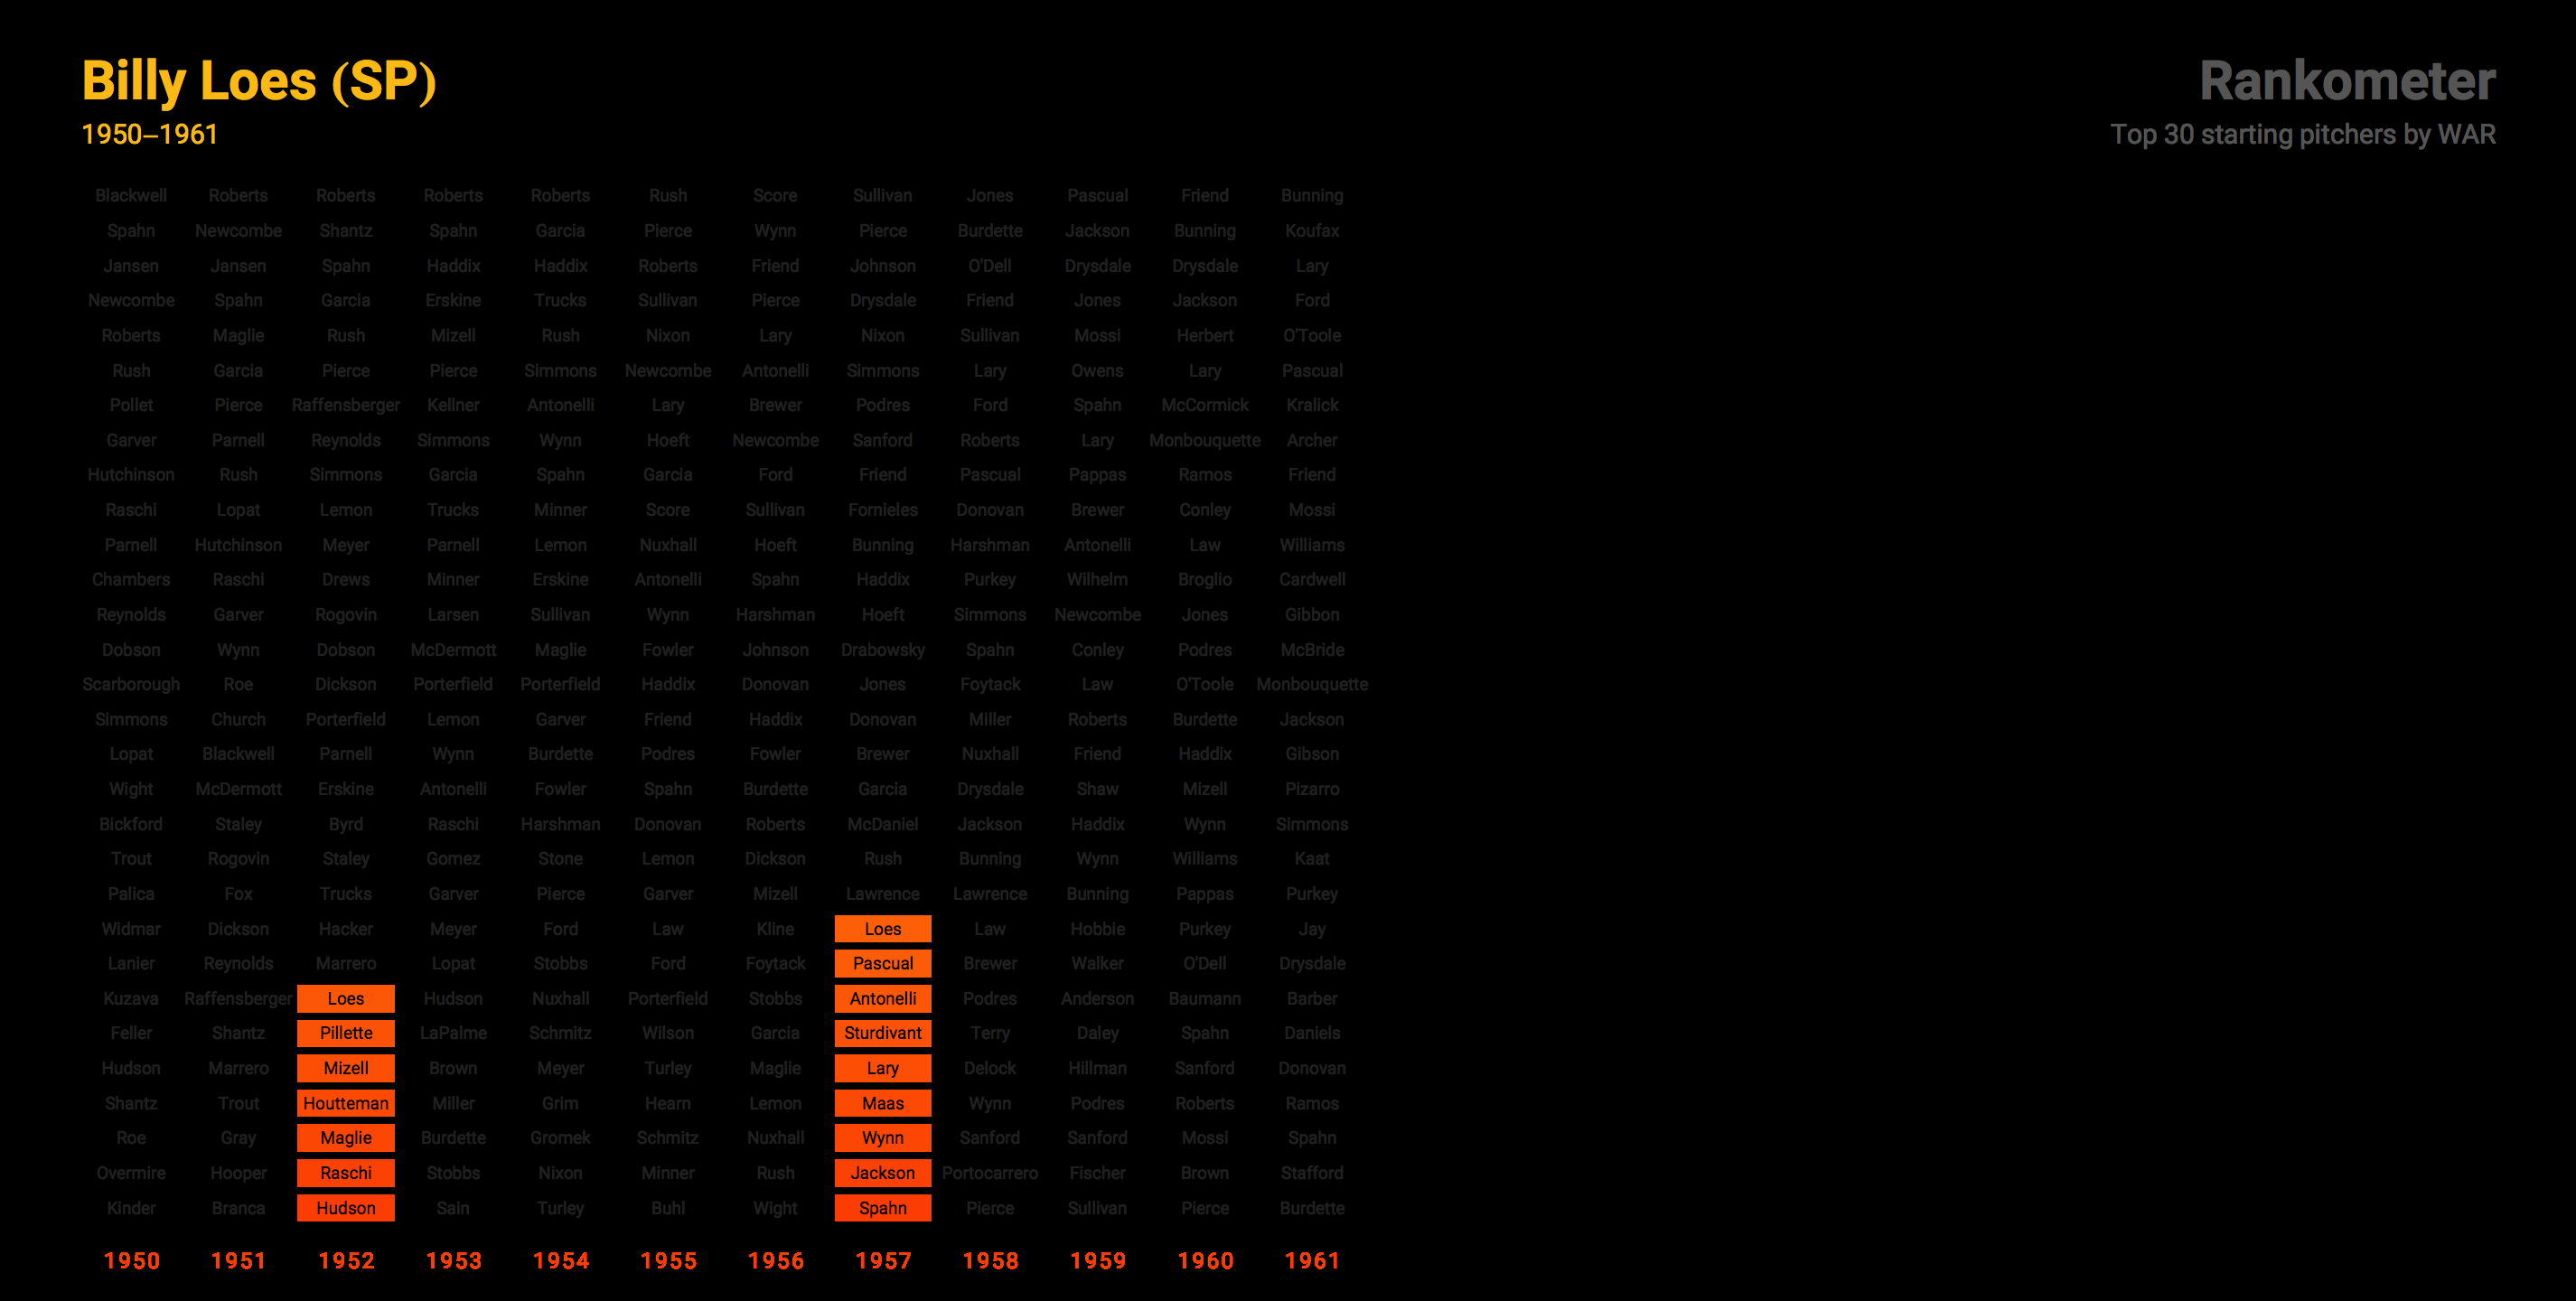 Billy Loes (SP)
1950–1961
Rankometer
Top 30 starting pitchers by WAR
Blackwell Roberts Roberts Roberts Roberts Rush Score Sullivan Jones Pascual Friend Bunning
Spahn Newcombe Shantz Spahn Garcia Pierce Wynn Pierce Burdette Jackson Bunning Koufax
Jansen Jansen Spahn Haddix Haddix Roberts Friend Johnson O'Dell Drysdale Drysdale Lary
Newcombe Spahn Garcia Erskine Trucks Sullivan Pierce Drysdale Friend Jones Jackson Ford
Roberts Maglie Rush Mizell Rush Nixon Lary Nixon Sullivan Mossi Herbert O'Toole
Rush Garcia Pierce Pierce Simmons Newcombe Antonelli Simmons Lary Owens Lary Pascual
Pollet Pierce Raffensberger Kellner Antonelli Lary Brewer Podres Ford Spahn McCormick Kralick
Garver Parnell Reynolds Simmons Wynn Hoeft Newcombe Sanford Roberts Lary Monbouquette Archer
Hutchinson Rush Simmons Garcia Spahn Garcia Ford Friend Pascual Pappas Ramos Friend
Raschi Lopat Lemon Trucks Minner Score Sullivan Fornieles Donovan Brewer Conley Mossi
Parnell Hutchinson Meyer Parnell Lemon Nuxhall Hoeft Bunning Harshman Antonelli Law Williams
Chambers Raschi Drews Minner Erskine Antonelli Spahn Haddix Purkey Wilhelm Broglio Cardwell
Reynolds Garver Rogovin Larsen Sullivan Wynn Harshman Hoeft Simmons Newcombe Jones Gibbon
Dobson Wynn Dobson McDermott Maglie Fowler Johnson Drabowsky Spahn Conley Podres McBride
Scarborough Roe Dickson Porterfield Porterfield Haddix Donovan Jones Foytack Law O'Toole Monbouquette
Simmons Church Porterfield Lemon Garver Friend Haddix Donovan Miller Roberts Burdette Jackson
Lopat Blackwell Parnell Wynn Burdette Podres Fowler Brewer Nuxhall Friend Haddix Gibson
Wight McDermott Erskine Antonelli Fowler Spahn Burdette Garcia Drysdale Shaw Mizell Pizarro
Bickford Staley Byrd Raschi Harshman Donovan Roberts McDaniel Jackson Haddix Wynn Simmons
Trout Rogovin Staley Gomez Stone Lemon Dickson Rush Bunning Wynn Williams Kaat
Palica Fox Trucks Garver Pierce Garver Mizell Lawrence Lawrence Bunning Pappas Purkey
Widmar Dickson Hacker Meyer Ford Law Kline Loes Law Hobbie Purkey Jay
Lanier Reynolds Marrero Lopat Stobbs Ford Foytack Pascual Brewer Walker O'Dell Drysdale
Kuzava Raffensberger Loes Hudson Nuxhall Porterfield Stobbs Antonelli Podres Anderson Baumann Barber
Feller Shantz Pillette LaPalme Schmitz Wilson Garcia Sturdivant Terry Daley Spahn Daniels
Hudson Marrero Mizell Brown Meyer Turley Maglie Lary Delock Hillman Sanford Donovan
Shantz Trout Houtteman Miller Grim Hearn Lemon Maas Wynn Podres Roberts Ramos
Roe Gray Maglie Burdette Gromek Schmitz Nuxhall Wynn Sanford Sanford Mossi Spahn
Overmire Hooper Raschi Stobbs Nixon Minner Rush Jackson Portocarrero Fischer Brown Stafford
Kinder Branca Hudson Sain Turley Buhl Wight Spahn Pierce Sullivan Pierce Burdette
1950 1951 1952 1953 1954 1955 1956 1957 1958 1959 1960 1961